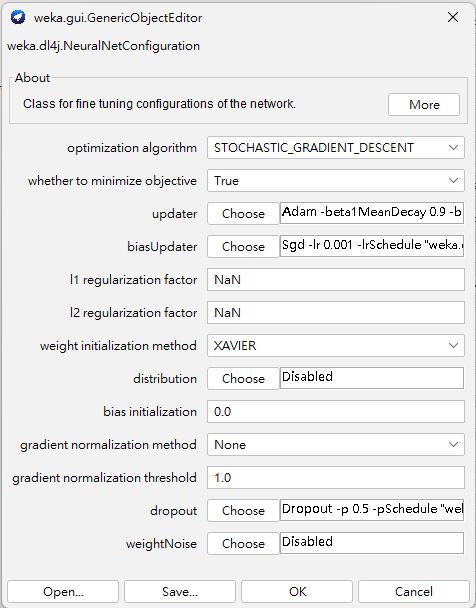 weka.gui.GenericObjectEditor
weka.dl4j.NeuralNetConfiguration
About
Class for fine tuning configurations of the network.
More
optimization algorithm STOCHASTIC_GRADIENT_DESCENT
whether to minimize objective True
updater Choose Adam -beta1MeanDecay 0.9 -b
biasUpdater Choose Sgd -lr 0.001 -lrSchedule "weka.
l1 regularization factor NaN
l2 regularization factor NaN
weight initialization method XAVIER
distribution Choose Disabled
bias initialization 0.0
gradient normalization method None
gradient normalization threshold 1.0
dropout Choose Dropout -p 0.5 -pSchedule "we
weightNoise Choose Disabled
Open... Save... OK Cancel